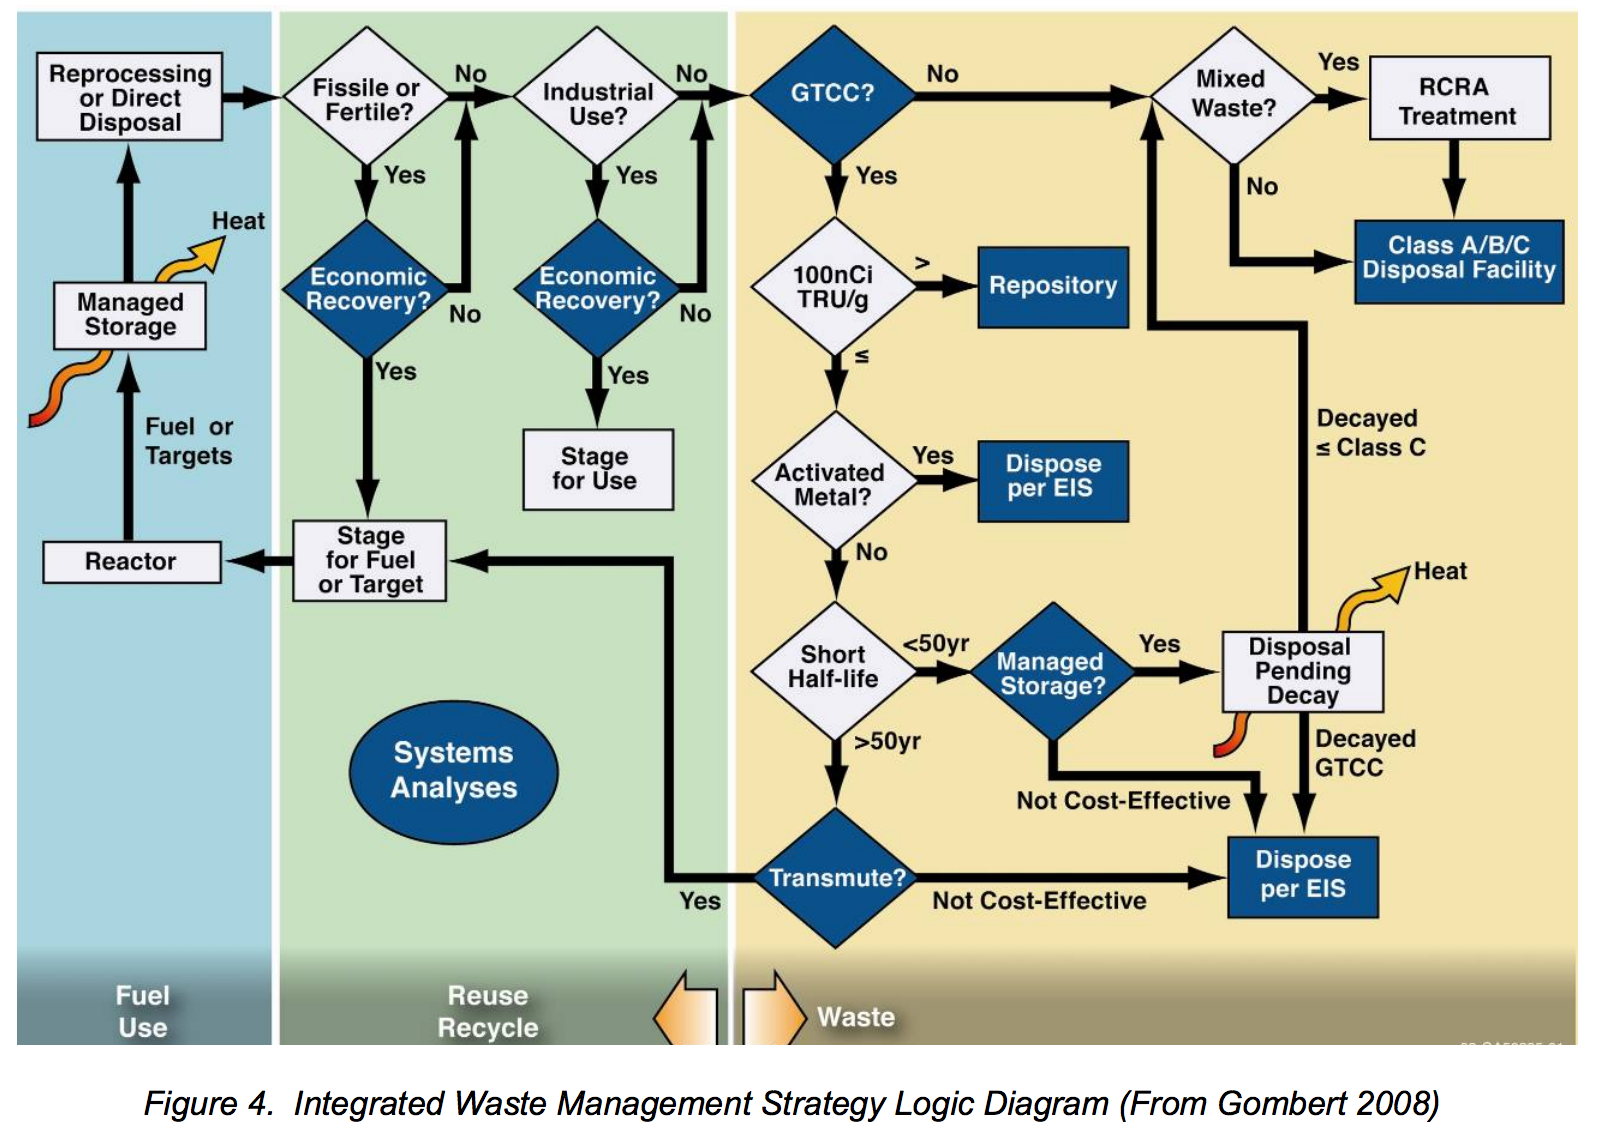 Reprocessing
or Direct
Disposal
Heat
Managed
Storage
Fuel or
Targets
Reactor
Fuel
Use
Fissile or
Fertile?
No
Yes
Economic
Recovery?
No
Yes
Stage
for Fuel
or Target
Industrial
Use?
No
Yes
Economic
Recovery?
No
Yes
Stage
for Use
Systems
Analyses
Reuse
Recycle
GTCC?
No
Yes
100nCi
TRU/g
>
Repository
≤
Activated
Metal?
Yes
Dispose
per EIS
No
Short
Half-life
<50yr
Managed
Storage?
Yes
Disposal
Pending
Decay
Heat
>50yr
Not Cost-Effective
Decayed
GTCC
Transmute?
Yes
Not Cost-Effective
Dispose
per EIS
Mixed
Waste?
Yes
RCRA
Treatment
No
Class A/B/C
Disposal Facility
Decayed
≤ Class C
Waste
Figure 4. Integrated Waste Management Strategy Logic Diagram (From Gombert 2008)